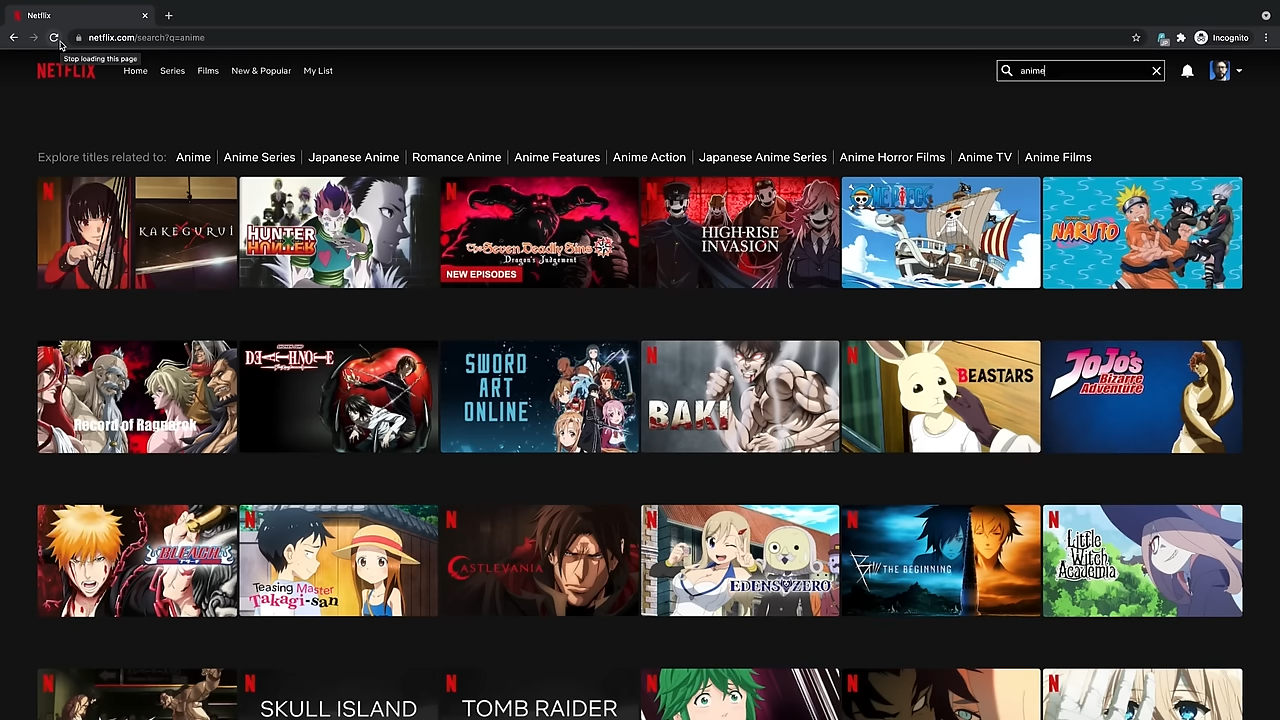 Netflix
netflix.com/search?q=anime
Incognito
Stop loading this page
NETFLIX
Home
Series
Films
New & Popular
My List
anime
Explore titles related to:
Anime
Anime Series
Japanese Anime
Romance Anime
Anime Features
Anime Action
Japanese Anime Series
Anime Horror Films
Anime TV
Anime Films
KAKEGURUI
HUNTER
HUNTER
The Seven Deadly Sins
Dragon's Judgement
NEW EPISODES
HIGH-RISE
INVASION
ONE PIECE
NARUTO
Record of Ragnarok
DEATH NOTE
SWORD
ART
ONLINE
BAKI
BEASTARS
JOJO'S
Bizarre
Adventure
BLEACH
Teasing Master
Takagi-san
CASTLEVANIA
EDENS ZERO
THE BEGINNING
Little
Witch
Academia
SKULL ISLAND
TOMB RAIDER